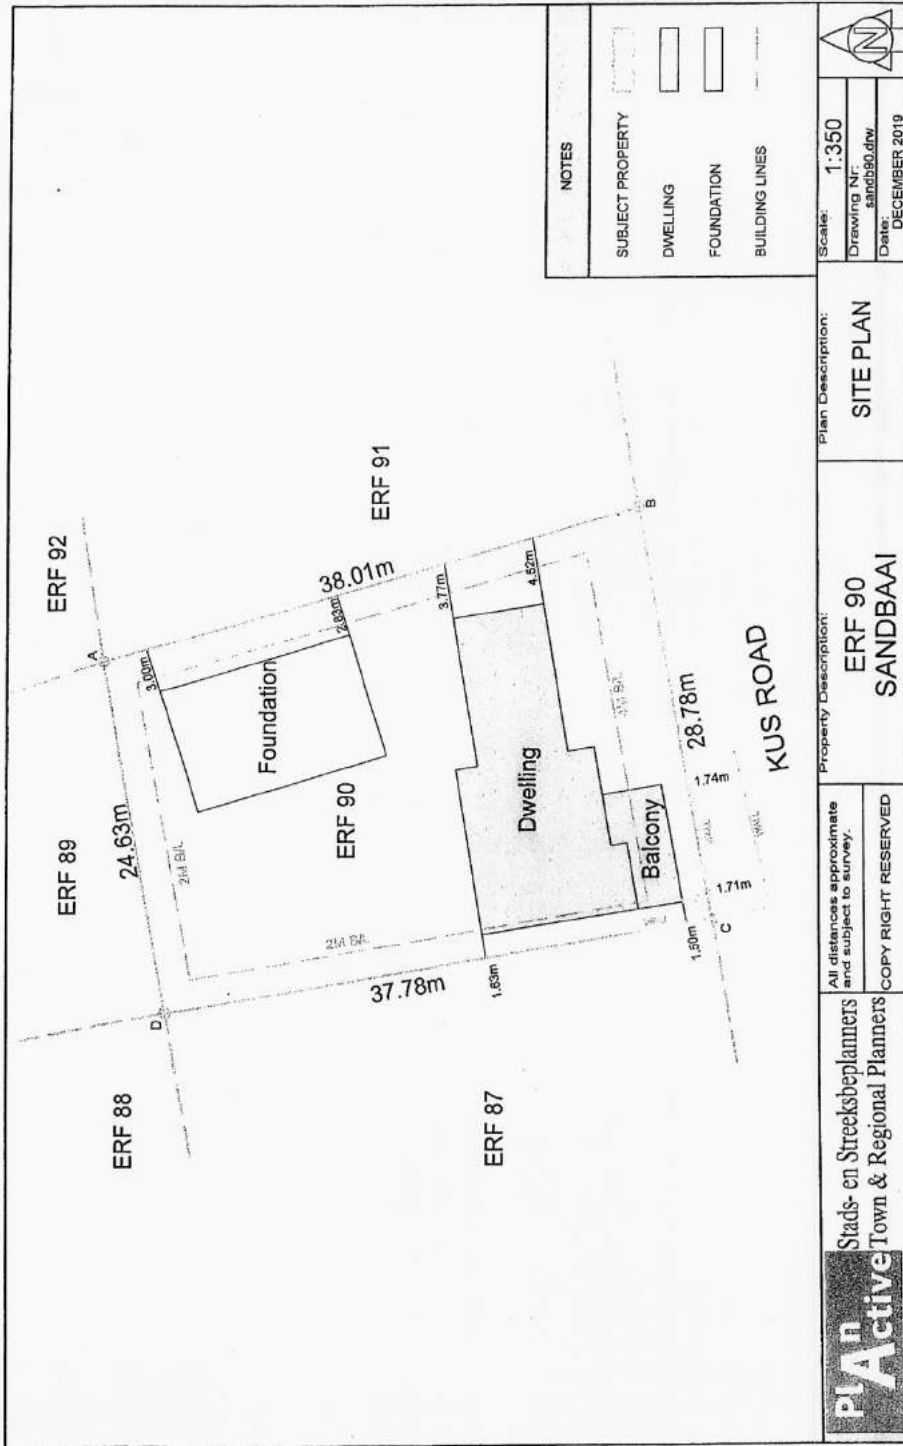 ERF 92
ERF 89
ERF 88
ERF 91
ERF 90
ERF 87
A
B
C
D
24.63m
38.01m
28.78m
37.78m
3.00m
2.83m
3.77m
4.52m
1.63m
1.50m
1.71m
1.74m
2M B/L
2M B/L
4M B/L
WALL
WALL
Foundation
Dwelling
Balcony
KUS ROAD
NOTES
SUBJECT PROPERTY
DWELLING
FOUNDATION
BUILDING LINES
PLAn
Active
Stads- en Streeksbeplanners
Town & Regional Planners
All distances approximate
and subject to survey.
COPY RIGHT RESERVED
Property Description:
ERF 90
SANDBAAI
Plan Description:
SITE PLAN
Scale:
1:350
Drawing Nr:
sandb90.drw
Date:
DECEMBER 2019
N